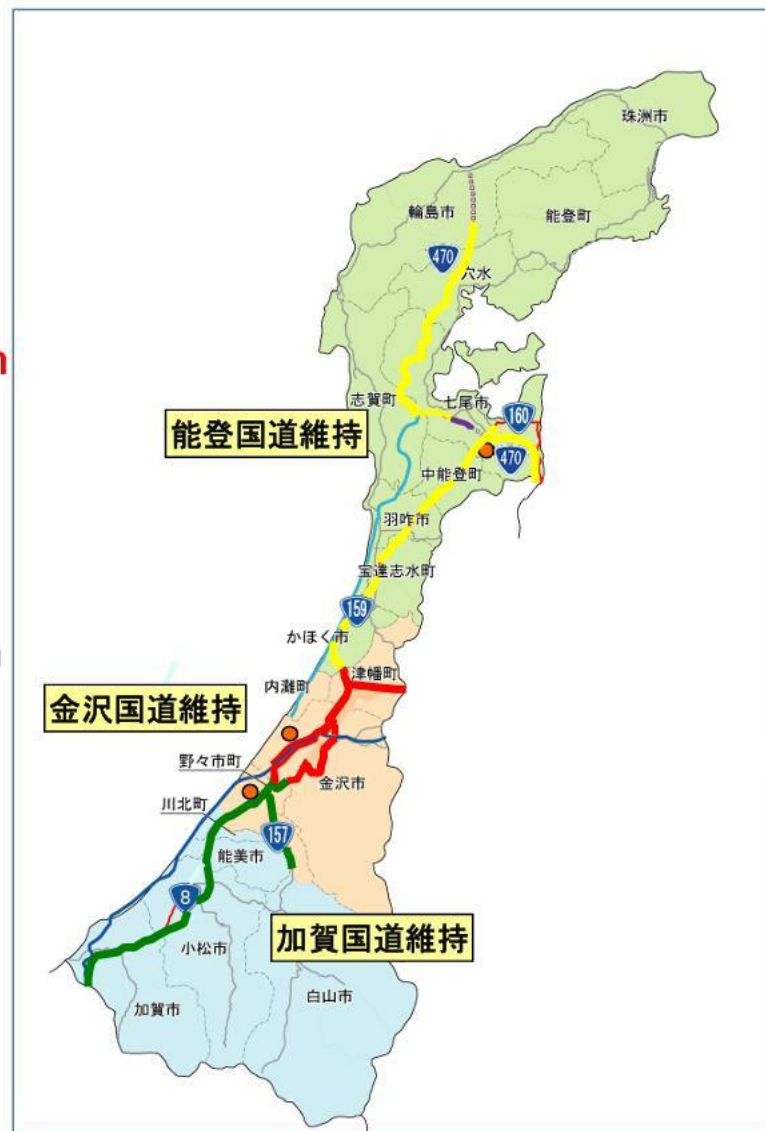 珠洲市
輪島市
能登町
470
穴水
n
志賀町
七尾市
160
能登国道維持
470
中能登町
羽咋市
宝達志水町
159
かほく市
津幡町
内灘町
金沢国道維持
野々市町
金沢市
川北町
157
能美市
8
加賀国道維持
小松市
加賀市
白山市